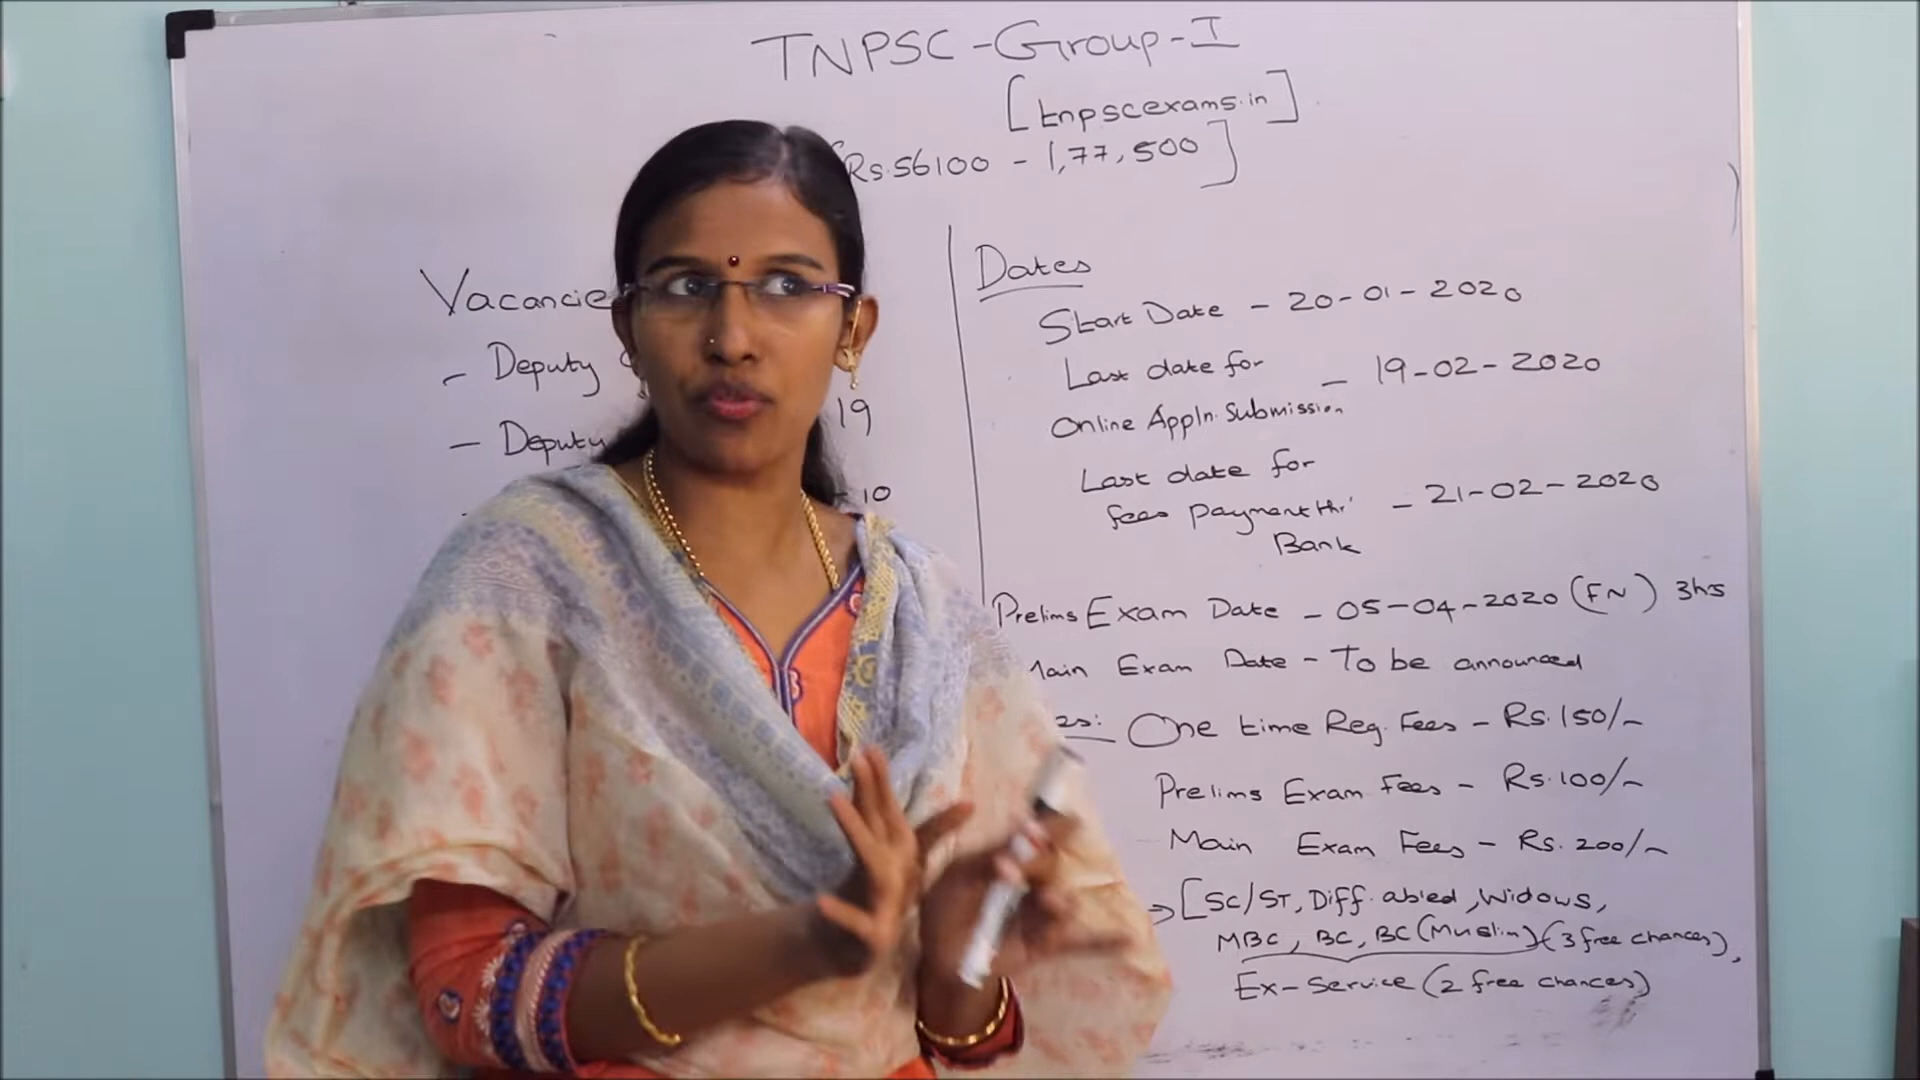 TNPSC-Group-I
[tnpscexams.in]
Rs.56100 - 1,77,500]
- Deputy
19
- Deputy
- 10
Dates
Start Date - 20-01-2020
Last date for
Online Appln. Submission - 19-02-2020
Last date for
fees payment thr'
Bank - 21-02-2020
Prelims Exam Date - 05-04-2020 (FN) 3hrs
Exam Date - To be announced
One time Reg. Fees - Rs.150/-
Prelims Exam Fees - Rs.100/-
Main Exam Fees - Rs.200/-
→ [SC/ST, Diff. abled, Widows,
MBC, BC, BC(Muslim) (3 free chances),
Ex-Service (2 free chances)